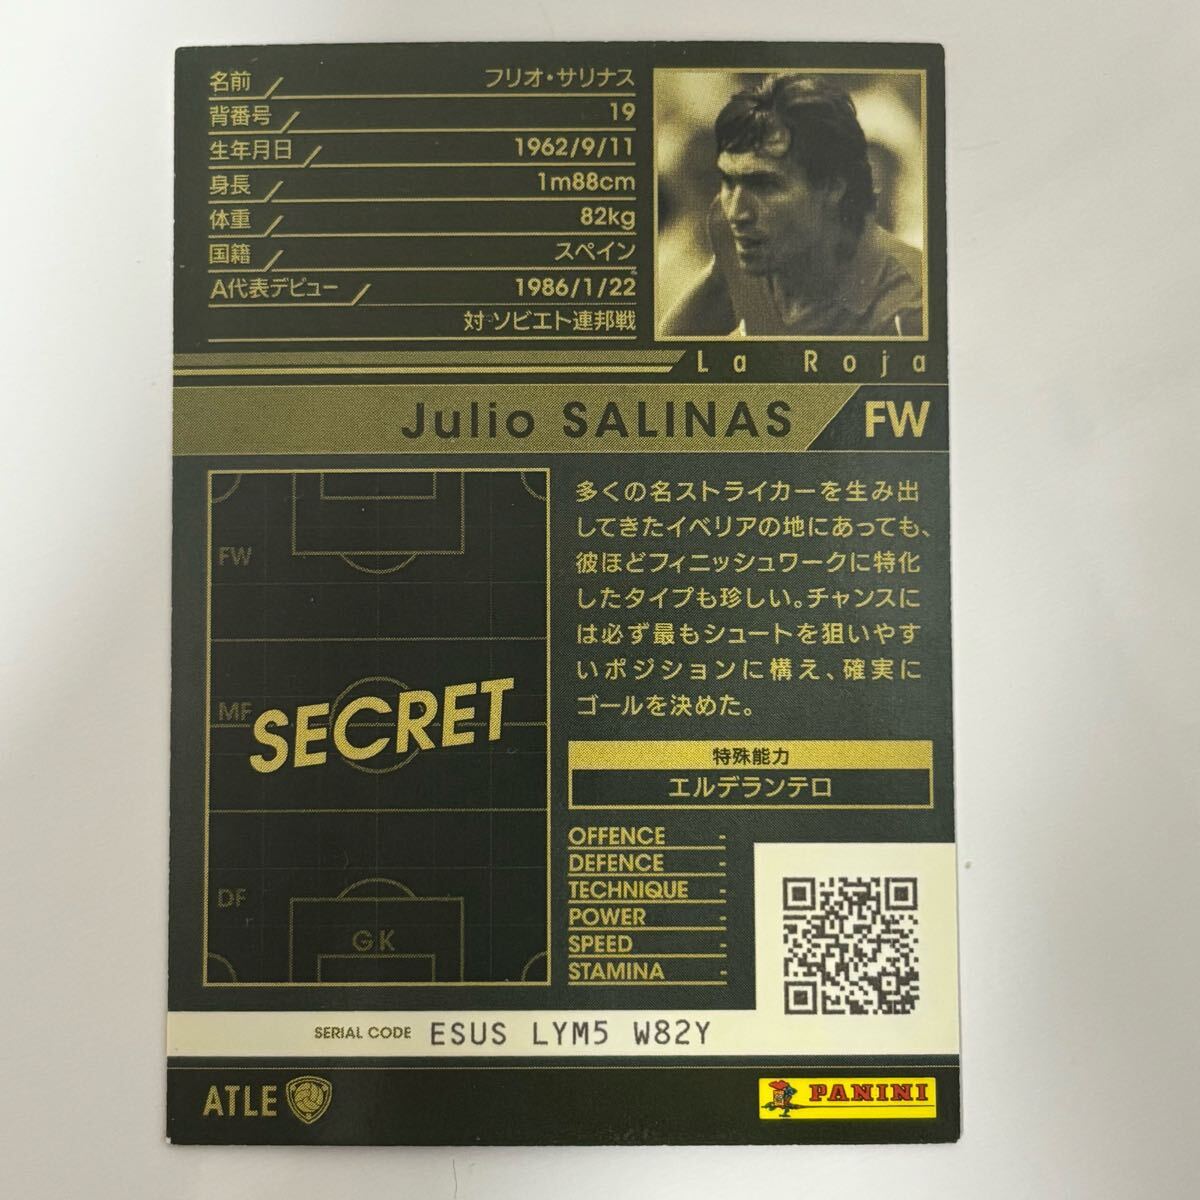 名前 フリオ・サリナス
背番号 19
生年月日 1962/9/11
身長 1m88cm
体重 82kg
国籍 スペイン
A代表デビュー 1986/1/22
対 ソビエト連邦戦
La Roja
Julio SALINAS FW
FW
MF
SECRET
DF
GK
多くの名ストライカーを生み出
してきたイベリアの地にあっても、
彼ほどフィニッシュワークに特化
したタイプも珍しい。チャンスに
は必ず最もシュートを狙いやす
いポジションに構え、確実に
ゴールを決めた。
特殊能力
エルデランテロ
OFFENCE -
DEFENCE -
TECHNIQUE -
POWER -
SPEED -
STAMINA -
SERIAL CODE ESUS LYM5 W82Y
ATLE
PANINI